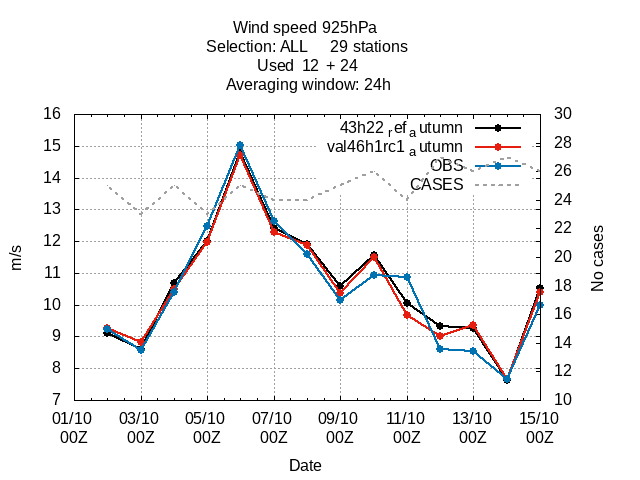 Wind speed 925hPa
Selection: ALL 29 stations
Used 12 + 24
Averaging window: 24h
16 30
15 28
14 26
13 24
12 22
11 20
10 18
9 16
8 14
7 12
10
43h22 refa utumn
val46h1rc1 a utumn
OBS
CASES
m/s
No cases
01/10 03/10 05/10 07/10 09/10 11/10 13/10 15/10
00Z 00Z 00Z 00Z 00Z 00Z 00Z 00Z
Date